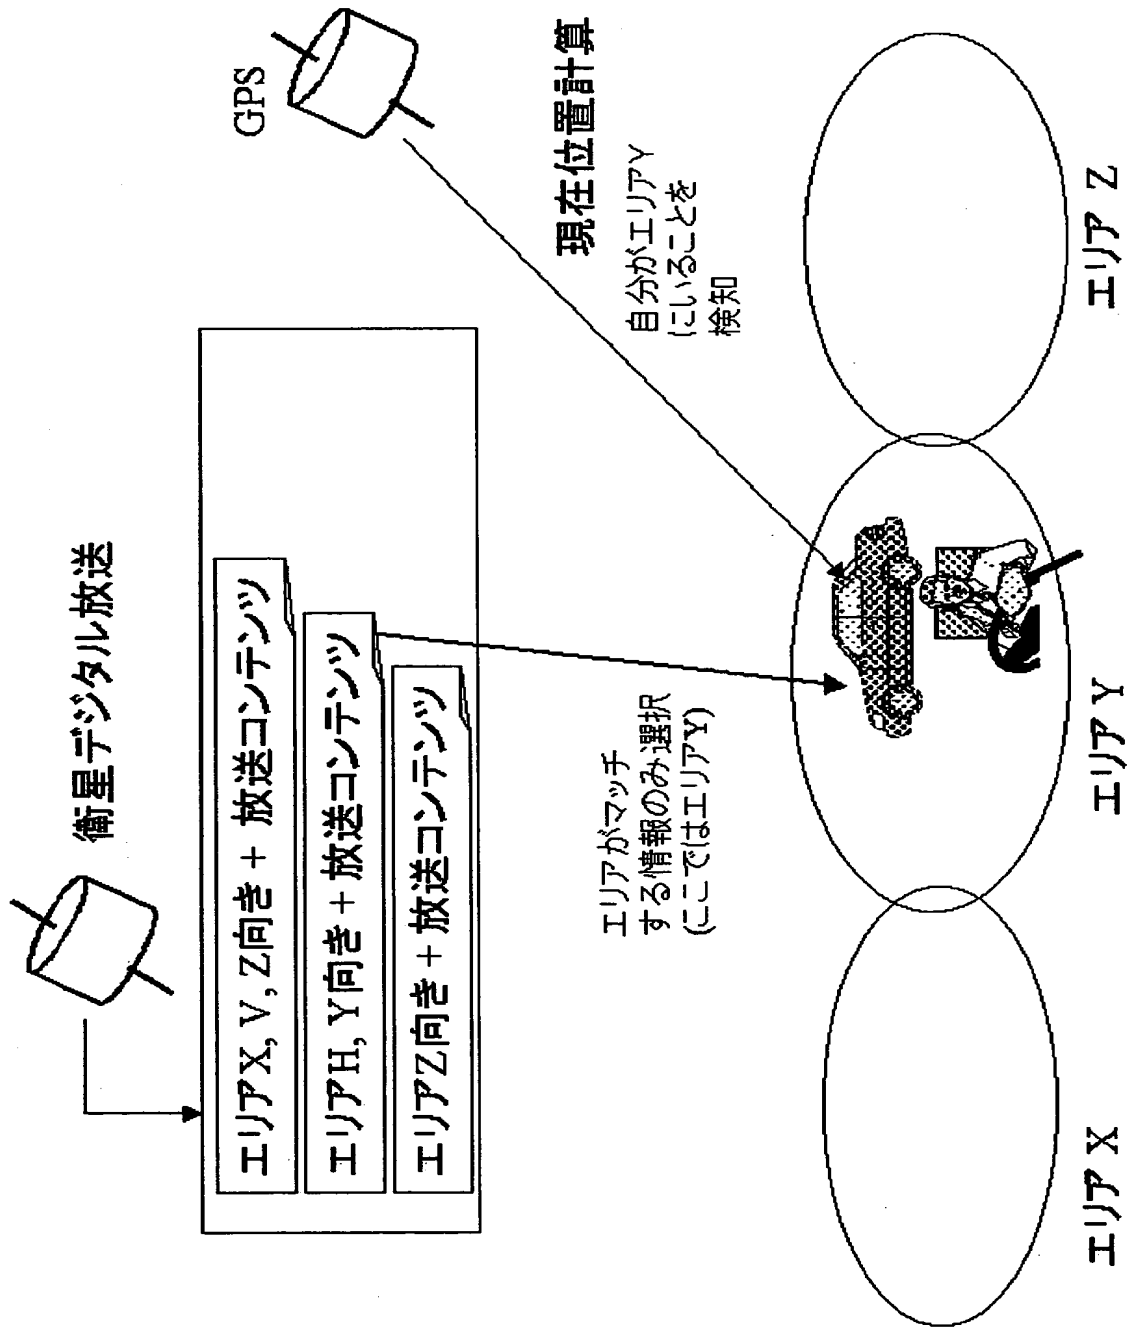 衛星デジタル放送
GPS
エリアX, V, Z向き + 放送コンテンツ
エリアH, Y向き + 放送コンテンツ
エリアZ向き + 放送コンテンツ
現在位置計算
自分がエリアY
にいることを
検知
エリアがマッチ
する情報のみ選択
(ここではエリアY)
エリア X
エリア Y
エリア Z